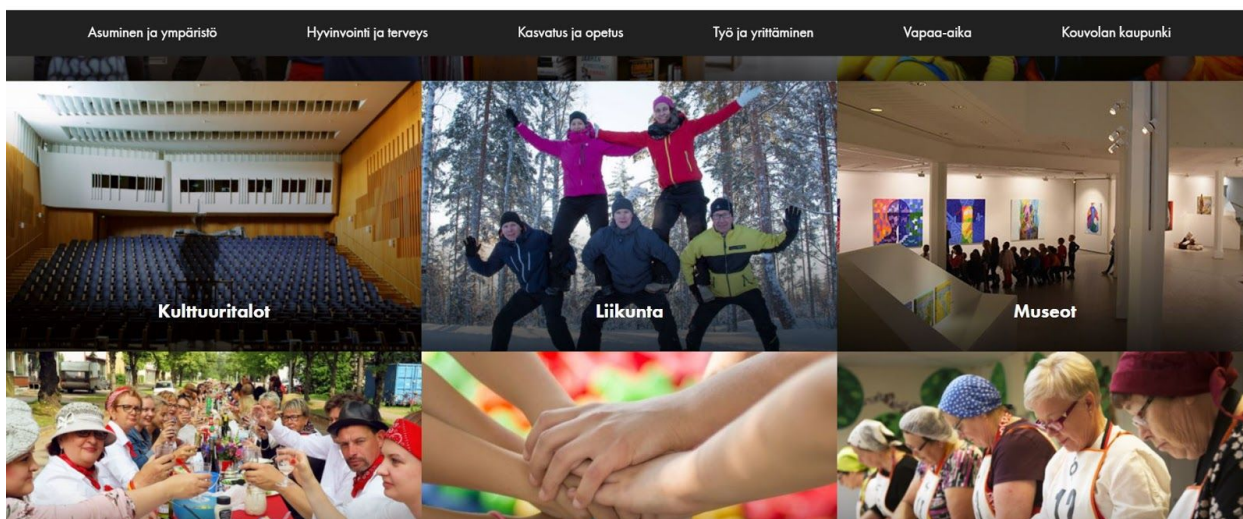 Asuminen ja ympäristö
Hyvinvointi ja terveys
Kasvatus ja opetus
Työ ja yrittäminen
Vapaa-aika
Kouvolan kaupunki
Kulttuuritalot
Liikunta
Museot